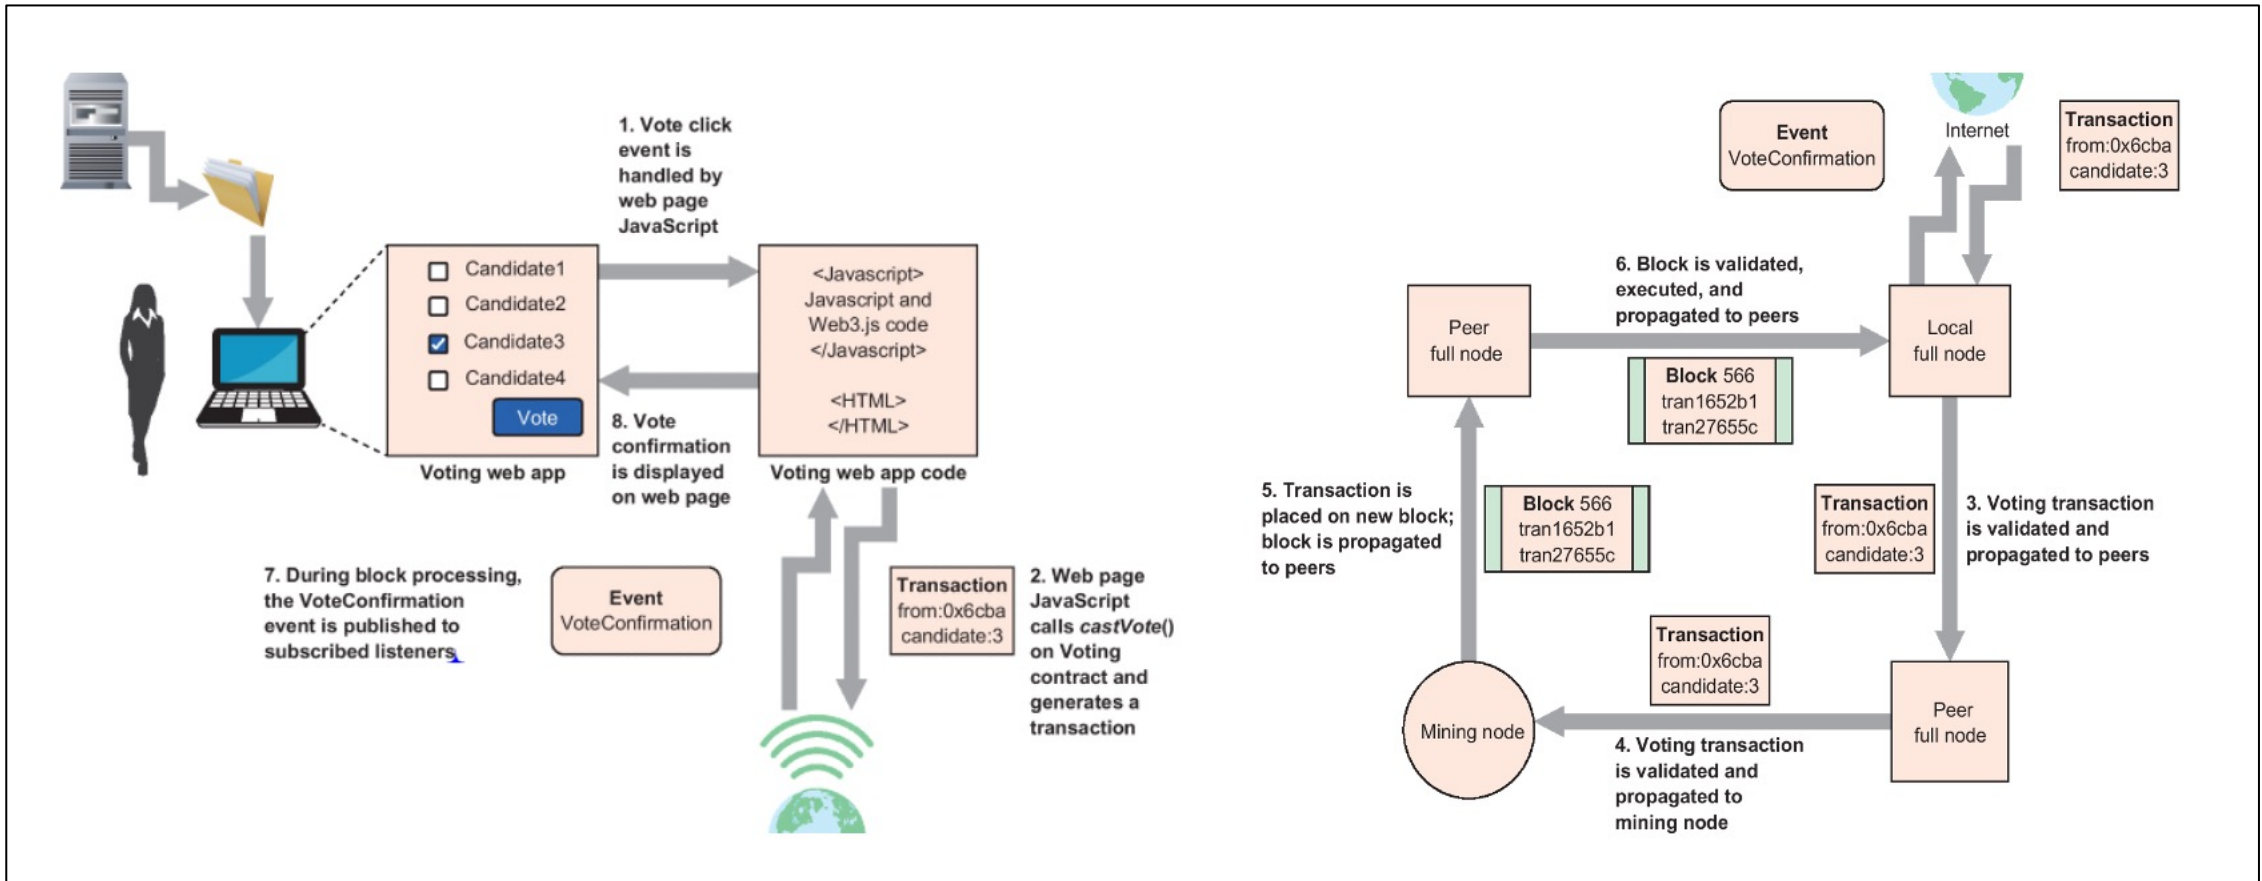 1. Vote click
event is
handled by
web page
JavaScript
Candidate1
Candidate2
Candidate3
Candidate4
Vote
Voting web app
<Javascript>
Javascript and
Web3.js code
</Javascript>
<HTML>
</HTML>
Voting web app code
8. Vote
confirmation
is displayed
on web page
7. During block processing,
the VoteConfirmation
event is published to
subscribed listeners
Event
VoteConfirmation
Transaction
from:0x6cba
candidate:3
2. Web page
JavaScript
calls castVote()
on Voting
contract and
generates a
transaction
Event
VoteConfirmation
Internet
Transaction
from:0x6cba
candidate:3
6. Block is validated,
executed, and
propagated to peers
Peer
full node
Local
full node
Block 566
tran1652b1
tran27655c
5. Transaction is
placed on new block;
block is propagated
to peers
Block 566
tran1652b1
tran27655c
Transaction
from:0x6cba
candidate:3
3. Voting transaction
is validated and
propagated to peers
Transaction
from:0x6cba
candidate:3
Mining node
Peer
full node
4. Voting transaction
is validated and
propagated to
mining node